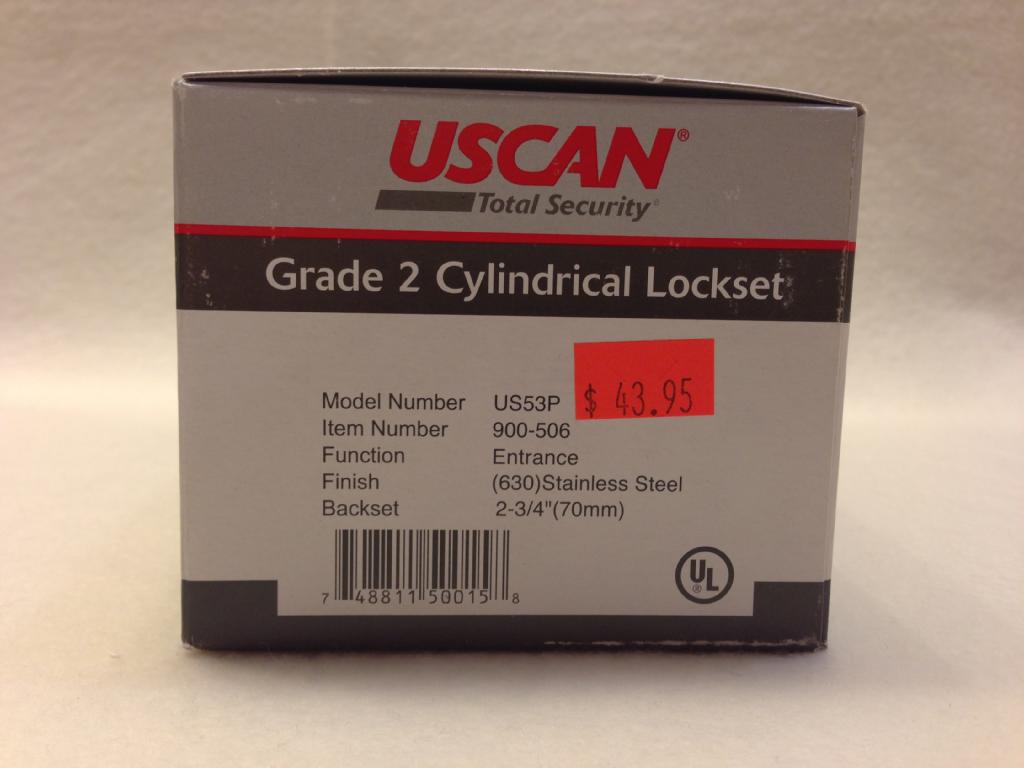 USCAN®
Total Security®
Grade 2 Cylindrical Lockset
$ 43.95
Model Number US53P
Item Number 900-506
Function Entrance
Finish (630)Stainless Steel
Backset 2-3/4"(70mm)
7 48811 50015 8
UL®